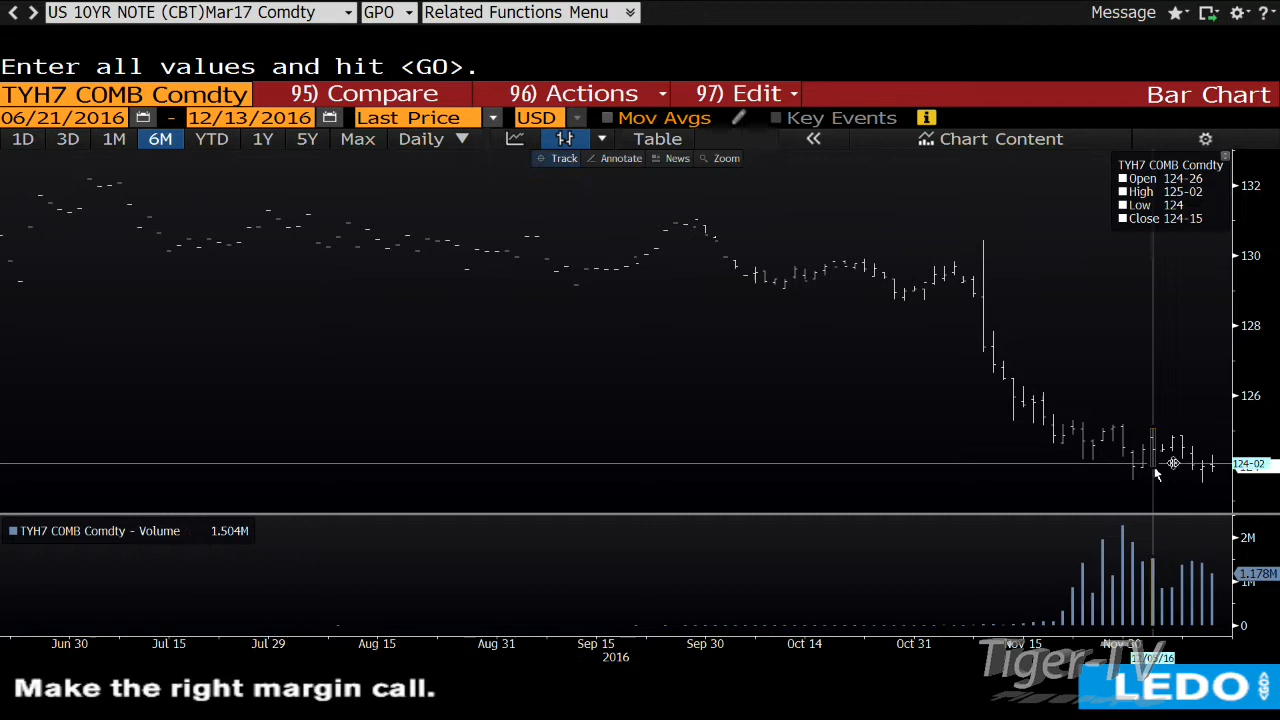 US 10YR NOTE (CBT)Mar17 Comdty GPO Related Functions Menu Message ?
Enter all values and hit <GO>.
TYH7 COMB Comdty 95) Compare 96) Actions 97) Edit Bar Chart
06/21/2016 - 12/13/2016 Last Price USD Mov Avgs Key Events i
1D 3D 1M 6M YTD 1Y 5Y Max Daily Table « Chart Content
Track Annotate News Zoom
TYH7 COMB Comdty
Open 124-26
High 125-02
Low 124
Close 124-15
132
130
128
126
124-02
TYH7 COMB Comdty - Volume 1.504M
2M
1.178M
1M
0
Jun 30 Jul 15 Jul 29 Aug 15 Aug 31 Sep 15 Sep 30 Oct 14 Oct 31 Nov 15 Nov 30
2016
Tiger-TV
Make the right margin call.
LEDO